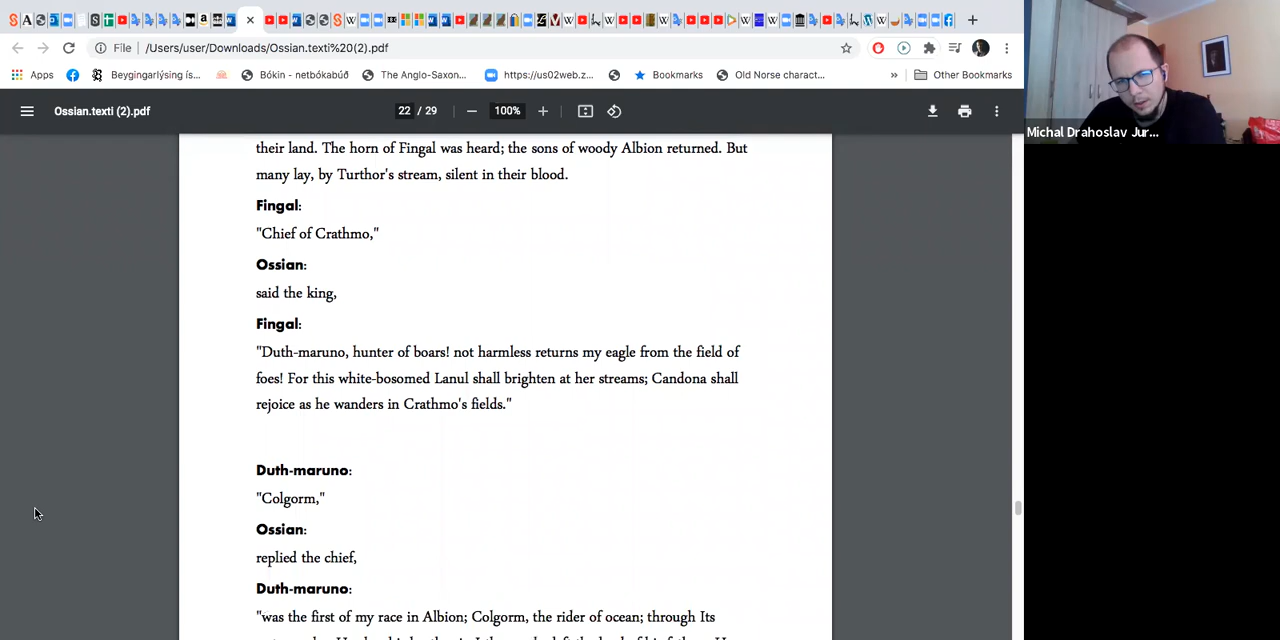 File
/Users/user/Downloads/Ossian.texti%20(2).pdf
Apps
Beygingarlýsing ís...
Bókin - netbókabúð
The Anglo-Saxon...
https://us02web.z...
Bookmarks
Old Norse charact...
»
Other Bookmarks
Ossian.texti (2).pdf
22 / 29
100%
Michal Drahoslav Jur...
their land. The horn of Fingal was heard; the sons of woody Albion returned. But
many lay, by Turthor's stream, silent in their blood.
Fingal:
"Chief of Crathmo,"
Ossian:
said the king,
Fingal:
"Duth-maruno, hunter of boars! not harmless returns my eagle from the field of
foes! For this white-bosomed Lanul shall brighten at her streams; Candona shall
rejoice as he wanders in Crathmo's fields."
Duth-maruno:
"Colgorm,"
Ossian:
replied the chief,
Duth-maruno:
"was the first of my race in Albion; Colgorm, the rider of ocean; through Its